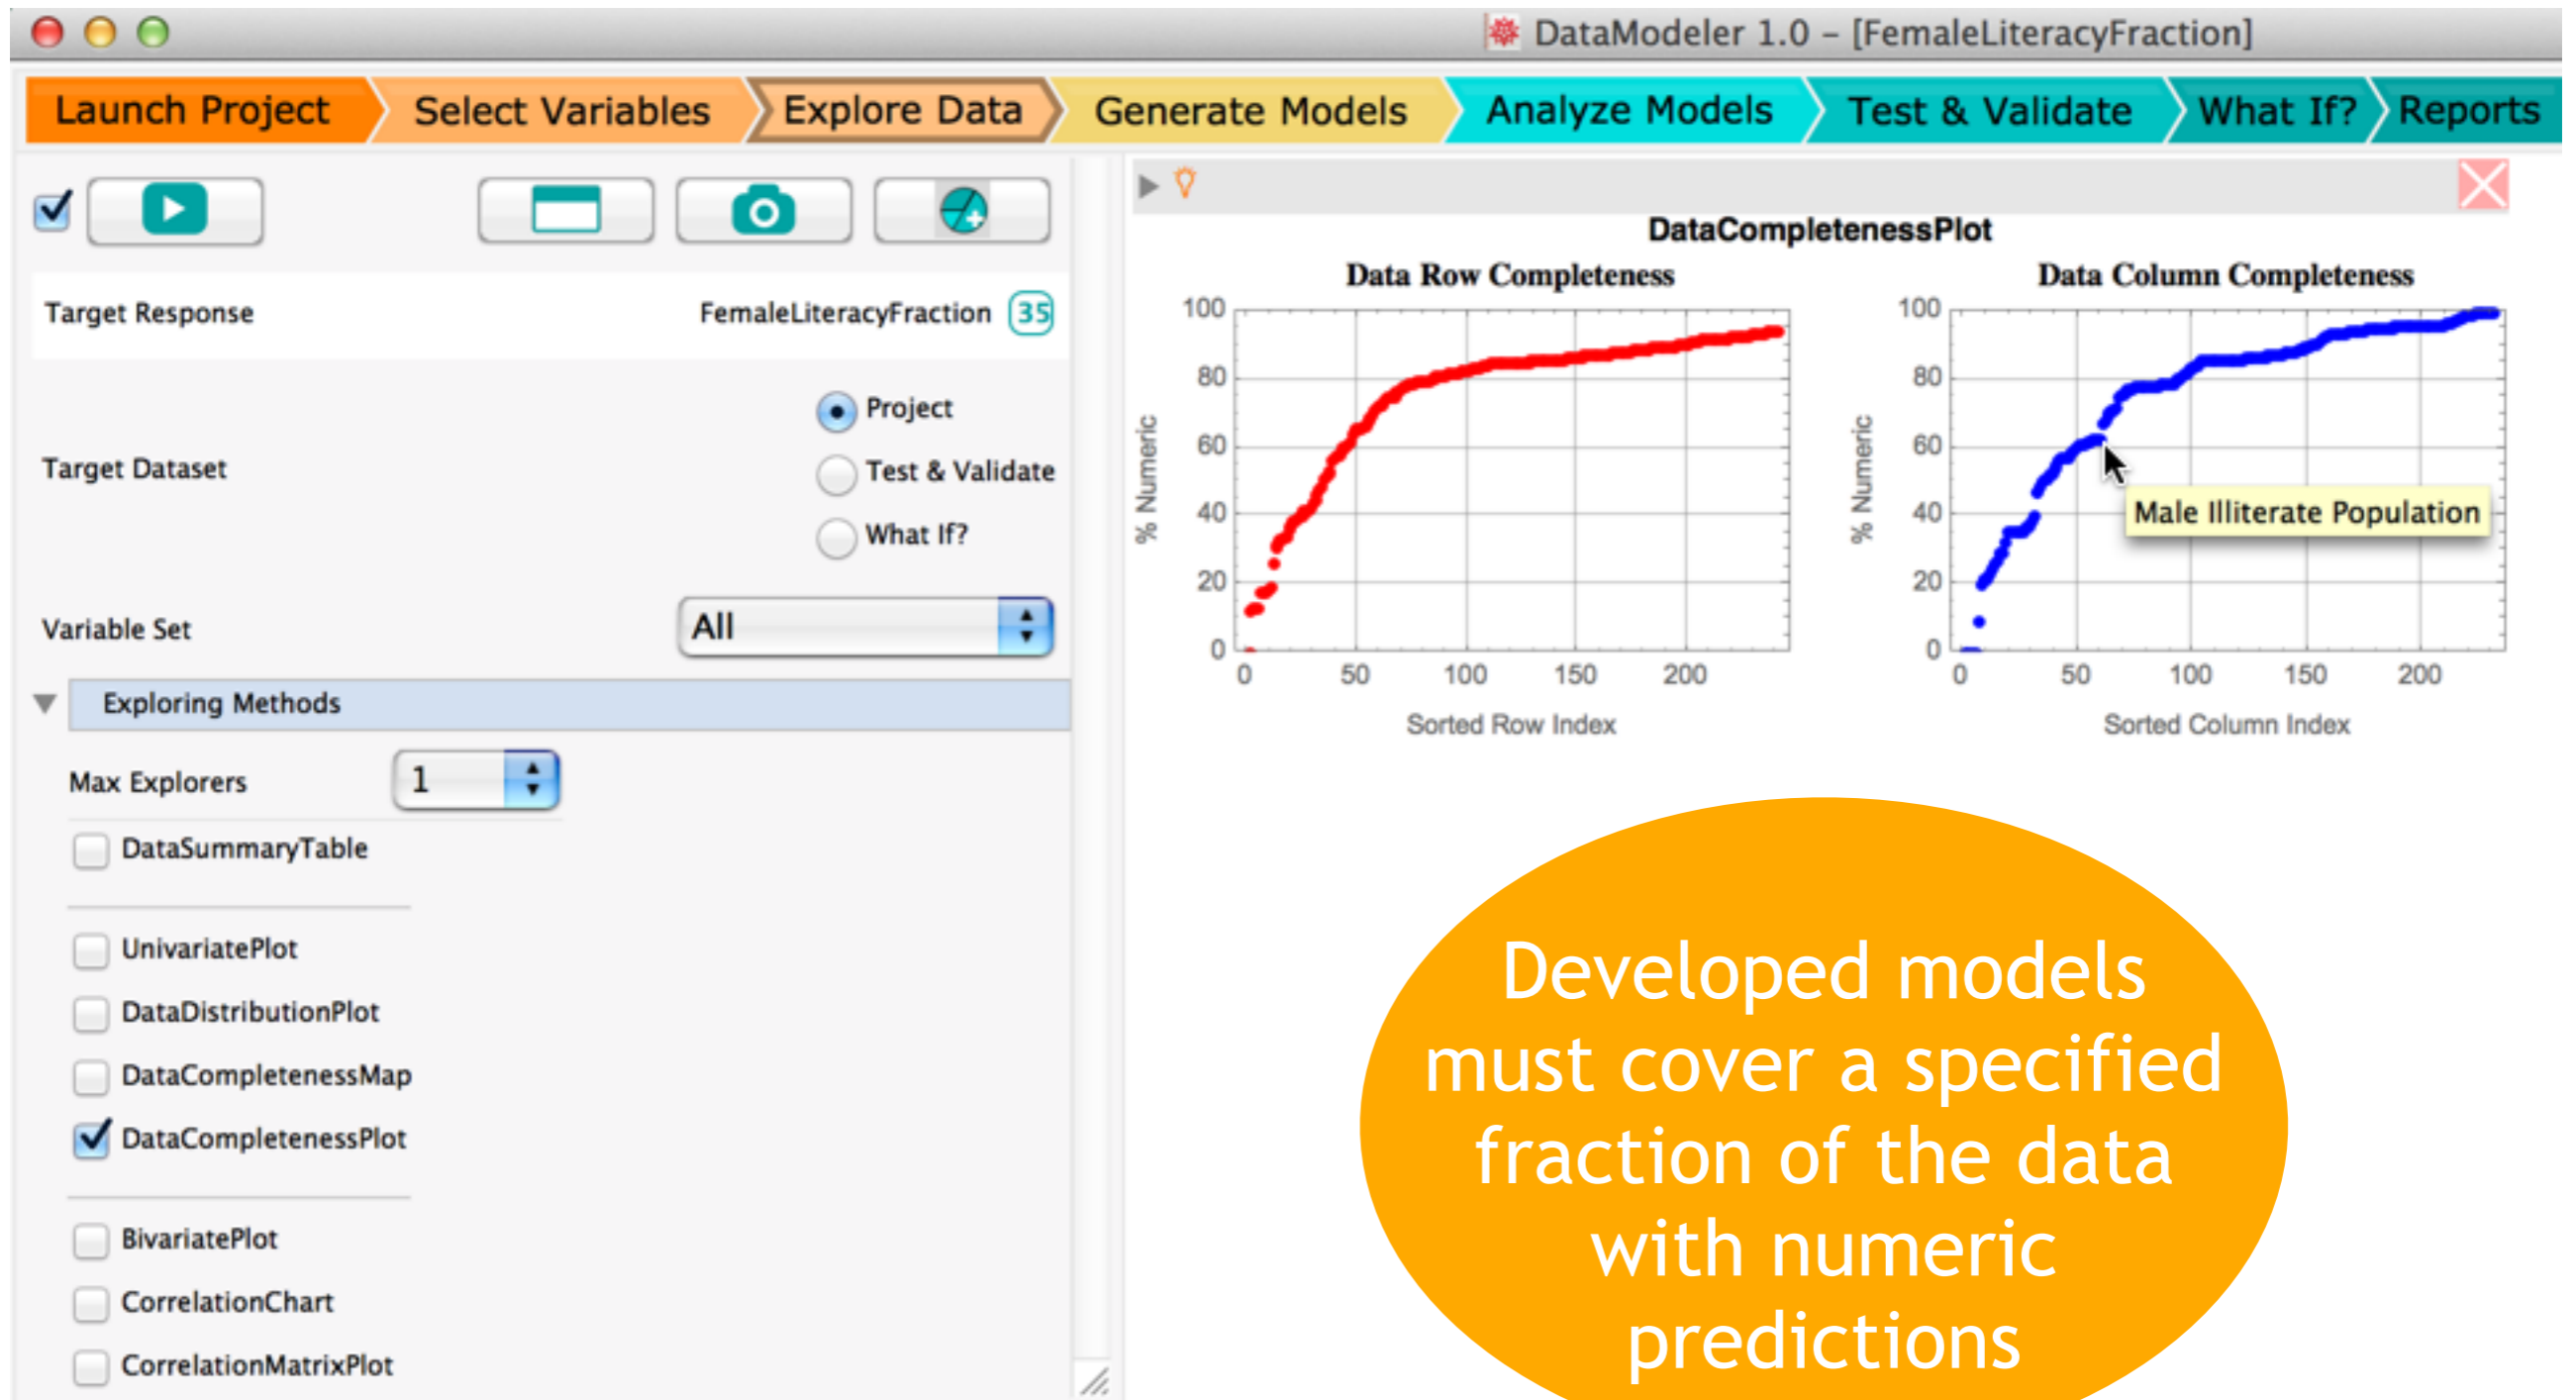 DataModeler 1.0 – [FemaleLiteracyFraction]
Launch Project
Select Variables
Explore Data
Generate Models
Analyze Models
Test & Validate
What If?
Reports
Target Response
FemaleLiteracyFraction 35
Target Dataset
Project
Test & Validate
What If?
Variable Set
All
Exploring Methods
Max Explorers
1
DataSummaryTable
UnivariatePlot
DataDistributionPlot
DataCompletenessMap
DataCompletenessPlot
BivariatePlot
CorrelationChart
CorrelationMatrixPlot
DataCompletenessPlot
Data Row Completeness
% Numeric
100
80
60
40
20
0
0 50 100 150 200
Sorted Row Index
Data Column Completeness
% Numeric
100
80
60
40
20
0
Male Illiterate Population
0 50 100 150 200
Sorted Column Index
Developed models
must cover a specified
fraction of the data
with numeric
predictions